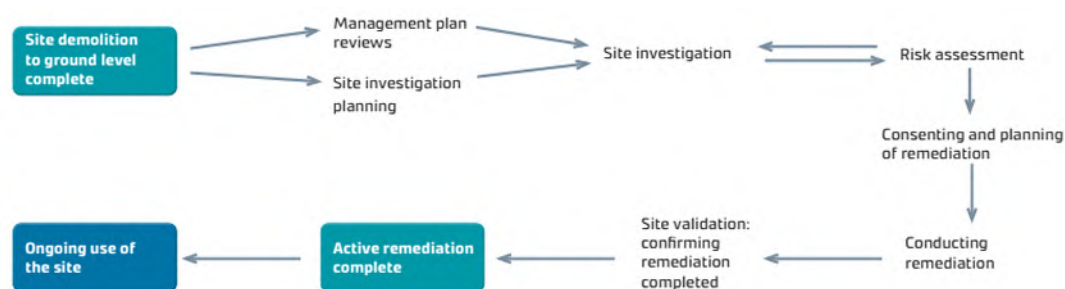 Site demolition
to ground level
complete
Management plan
reviews
Site investigation
planning
Site investigation
Risk assessment
Consenting and planning
of remediation
Conducting
remediation
Site validation:
confirming
remediation
completed
Active remediation
complete
Ongoing use of
the site